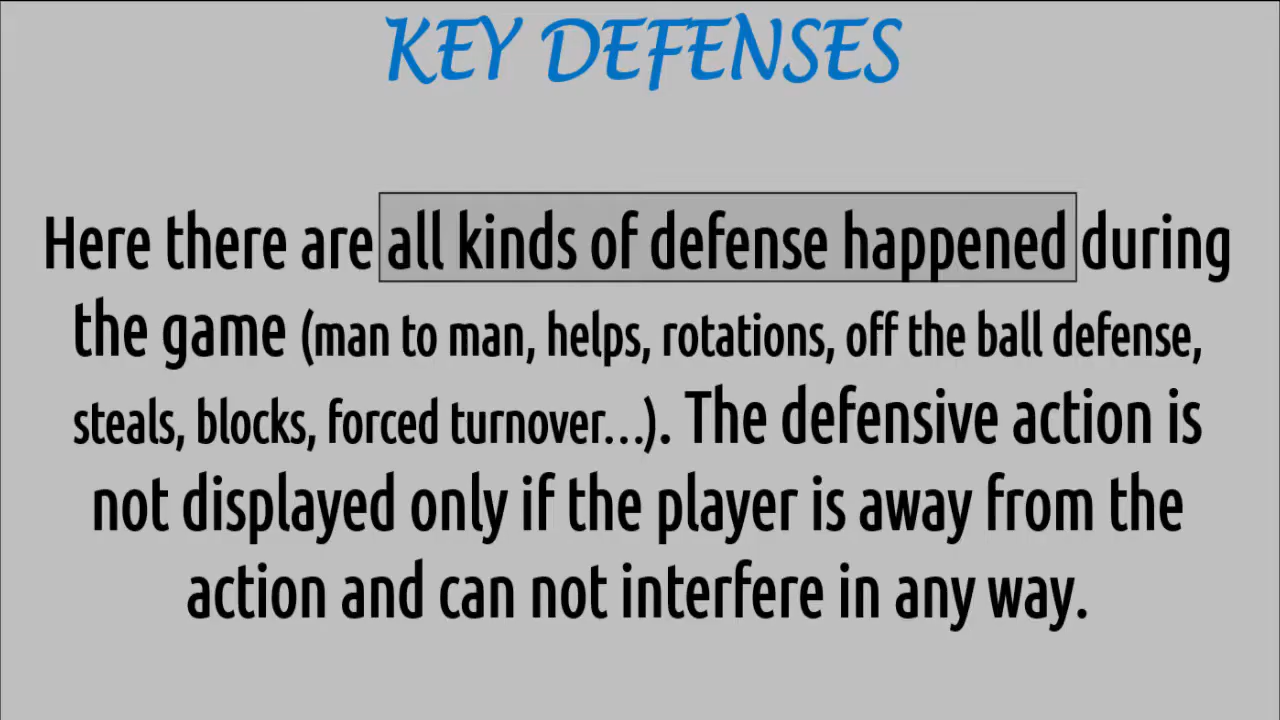 KEY DEFENSES
Here there are all kinds of defense happened during
the game (man to man, helps, rotations, off the ball defense,
steals, blocks, forced turnover...). The defensive action is
not displayed only if the player is away from the
action and can not interfere in any way.